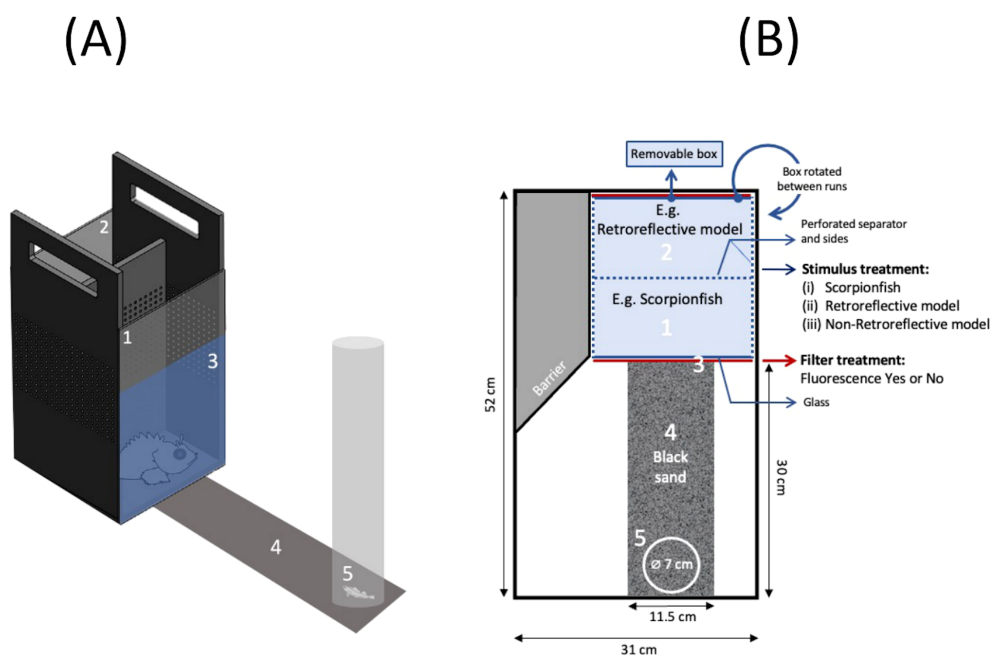 (A)
2
1
3
4
5
(B)
Removable box
Box rotated
between runs
E.g.
Retroreflective model
2
Perforated separator
and sides
E.g. Scorpionfish
1
Stimulus treatment:
(i) Scorpionfish
(ii) Retroreflective model
(iii) Non-Retroreflective model
3
Filter treatment:
Fluorescence Yes or No
Glass
Barrier
52 cm
4
Black
sand
30 cm
5
Ø 7 cm
11.5 cm
31 cm